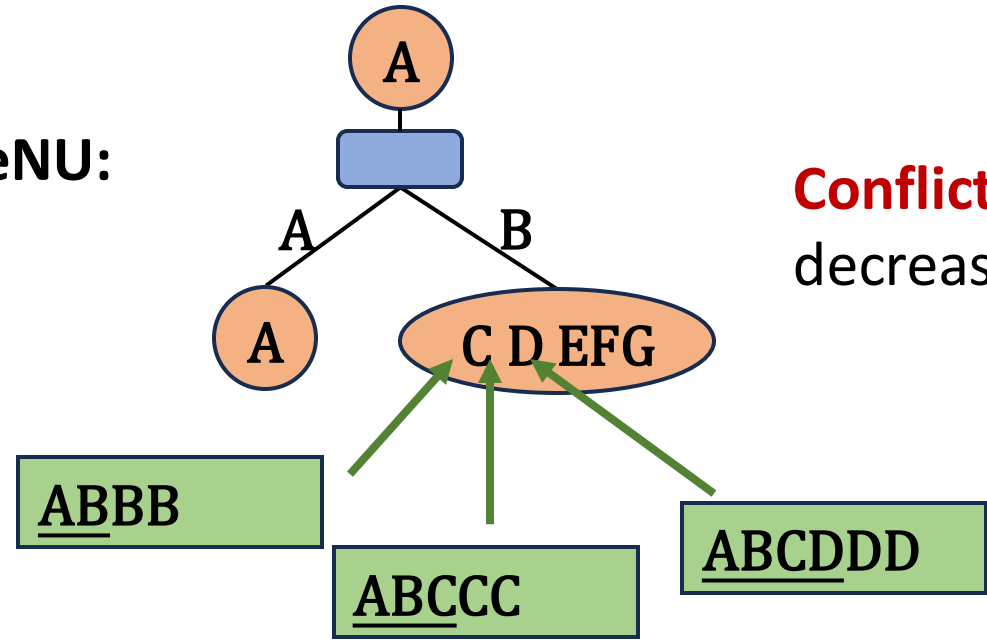 A
eNU:
Conflict
decreas
A
B
A
C D EFG
ABBB
ABCDDD
ABCCC